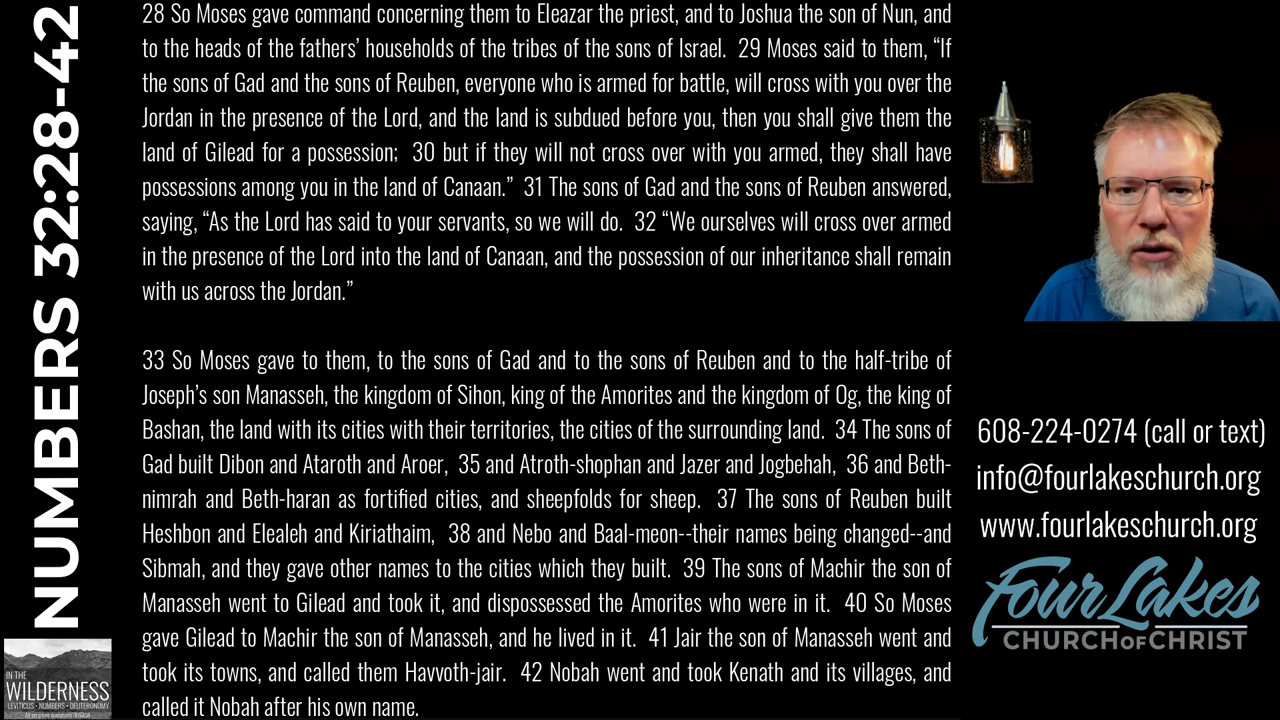 NUMBERS 32:28-42
28 So Moses gave command concerning them to Eleazar the priest, and to Joshua the son of Nun, and
to the heads of the fathers’ households of the tribes of the sons of Israel.  29 Moses said to them, “If
the sons of Gad and the sons of Reuben, everyone who is armed for battle, will cross with you over the
Jordan in the presence of the Lord, and the land is subdued before you, then you shall give them the
land of Gilead for a possession;  30 but if they will not cross over with you armed, they shall have
possessions among you in the land of Canaan.”  31 The sons of Gad and the sons of Reuben answered,
saying, “As the Lord has said to your servants, so we will do.  32 “We ourselves will cross over armed
in the presence of the Lord into the land of Canaan, and the possession of our inheritance shall remain
with us across the Jordan.”
33 So Moses gave to them, to the sons of Gad and to the sons of Reuben and to the half-tribe of
Joseph’s son Manasseh, the kingdom of Sihon, king of the Amorites and the kingdom of Og, the king of
Bashan, the land with its cities with their territories, the cities of the surrounding land.  34 The sons of
Gad built Dibon and Ataroth and Aroer,  35 and Atroth-shophan and Jazer and Jogbehah,  36 and Beth-
nimrah and Beth-haran as fortified cities, and sheepfolds for sheep.  37 The sons of Reuben built
Heshbon and Elealeh and Kiriathaim,  38 and Nebo and Baal-meon--their names being changed--and
Sibmah, and they gave other names to the cities which they built.  39 The sons of Machir the son of
Manasseh went to Gilead and took it, and dispossessed the Amorites who were in it.  40 So Moses
gave Gilead to Machir the son of Manasseh, and he lived in it.  41 Jair the son of Manasseh went and
took its towns, and called them Havvoth-jair.  42 Nobah went and took Kenath and its villages, and
called it Nobah after his own name.
608-224-0274 (call or text)
info@fourlakeschurch.org
www.fourlakeschurch.org
Four Lakes
CHURCH OF CHRIST
IN THE
WILDERNESS
LEVITICUS • NUMBERS • DEUTERONOMY